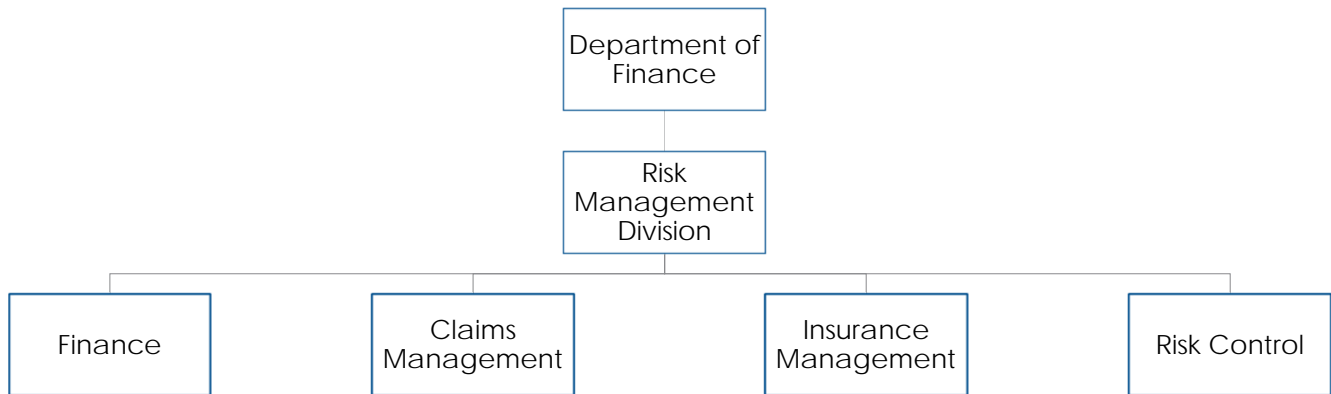 Department of
Finance
Risk
Management
Division
Finance
Claims
Management
Insurance
Management
Risk Control